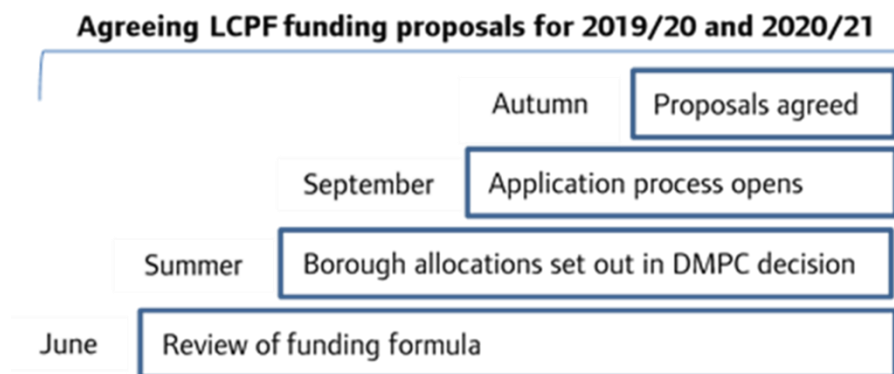 Agreeing LCPF funding proposals for 2019/20 and 2020/21
Autumn Proposals agreed
September Application process opens
Summer Borough allocations set out in DMPC decision
June Review of funding formula